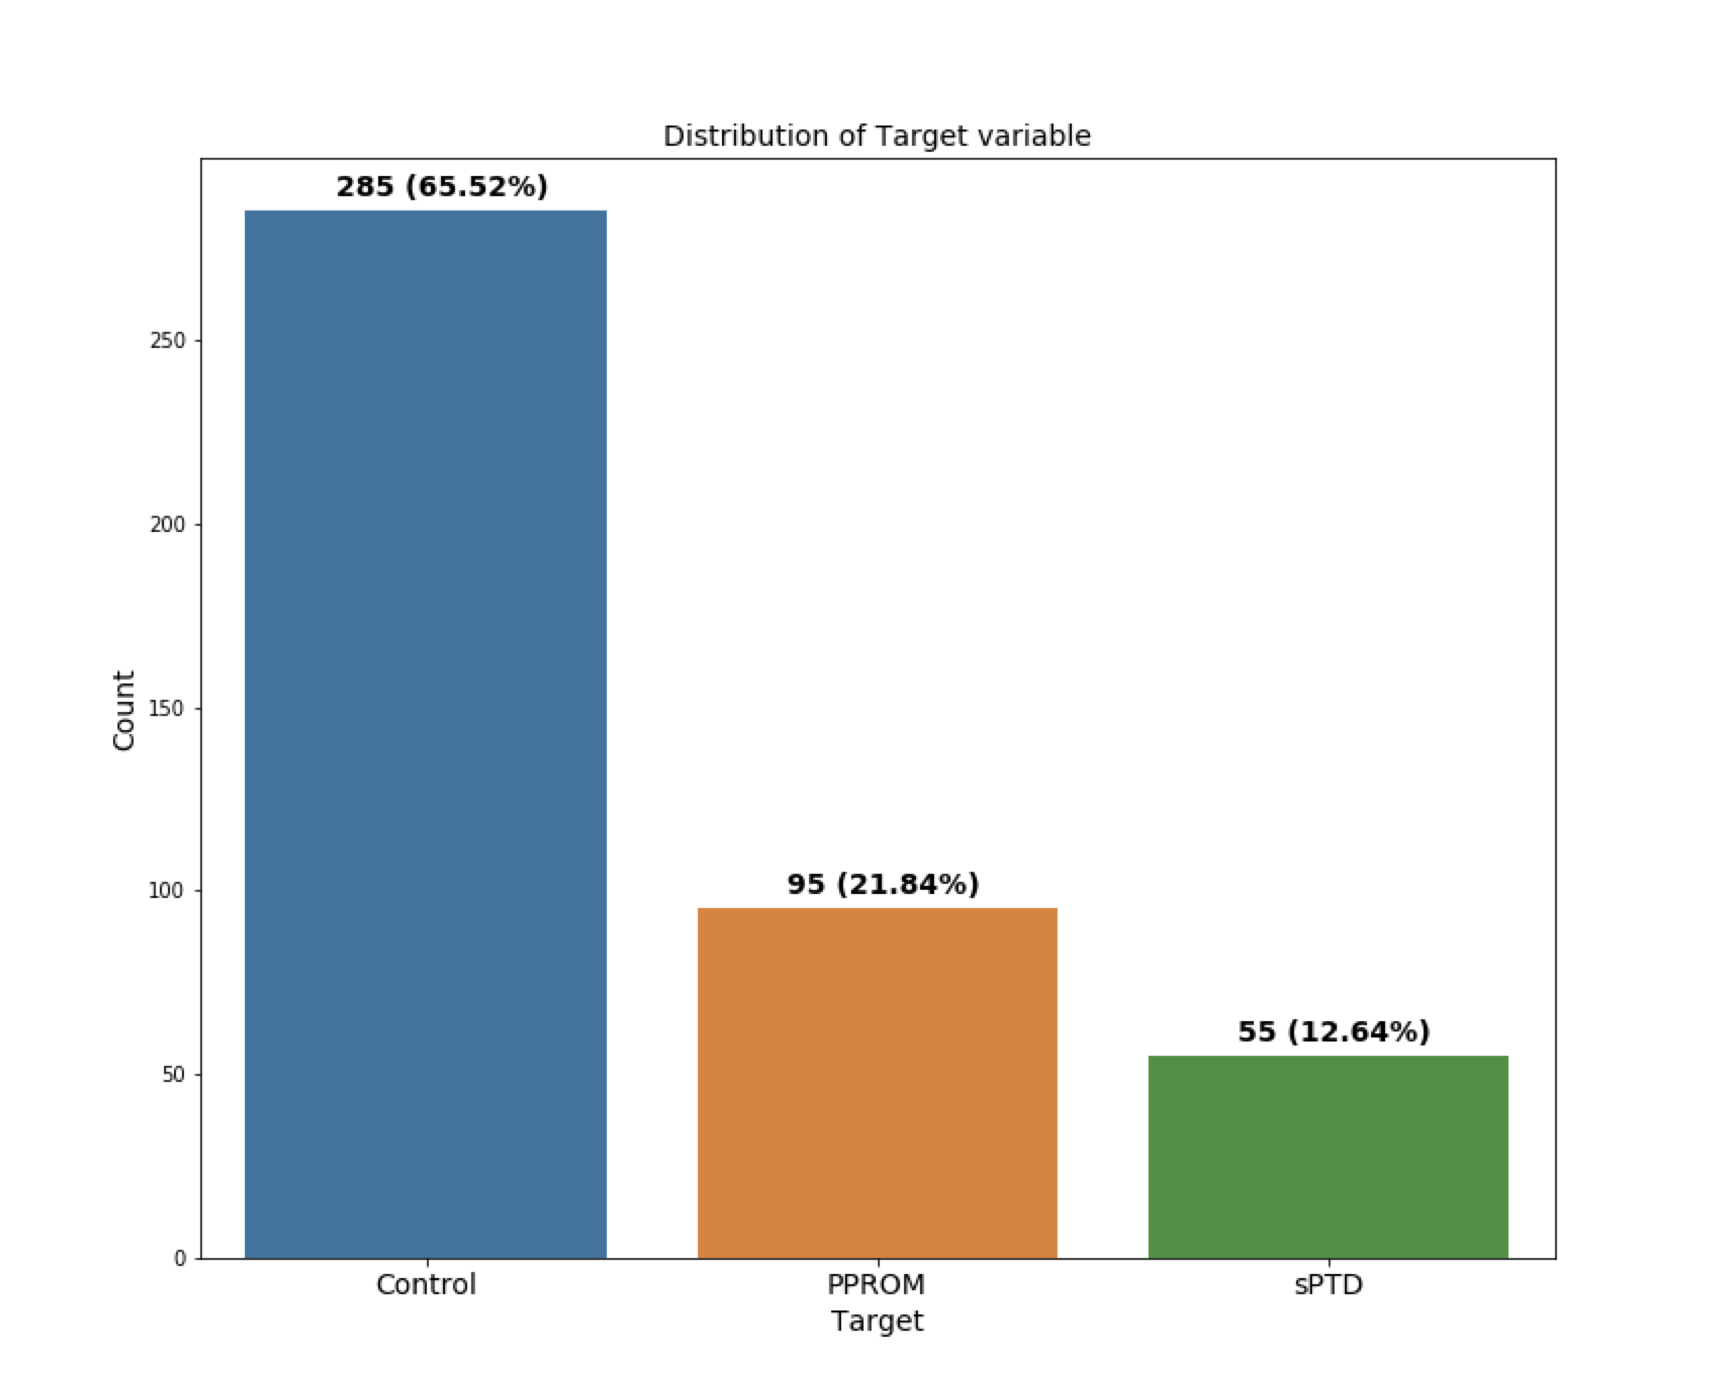 Distribution of Target variable
285 (65.52%)
250
200
150
100
50
0
Count
95 (21.84%)
55 (12.64%)
Control
PPROM
sPTD
Target